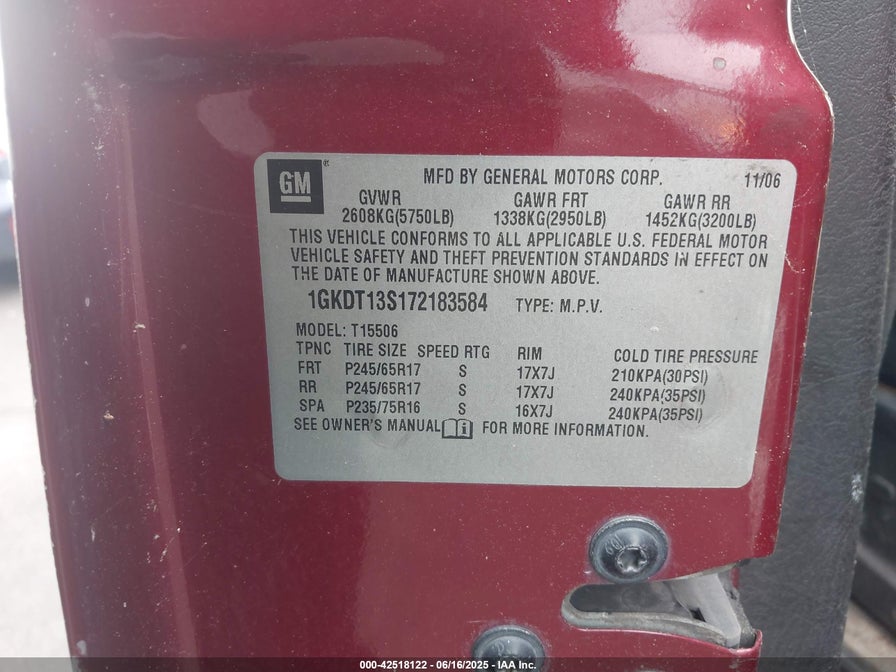 GM ®
MFD BY GENERAL MOTORS CORP. 11/06
GVWR GAWR FRT GAWR RR
2608KG(5750LB) 1338KG(2950LB) 1452KG(3200LB)
THIS VEHICLE CONFORMS TO ALL APPLICABLE U.S. FEDERAL MOTOR
VEHICLE SAFETY AND THEFT PREVENTION STANDARDS IN EFFECT ON
THE DATE OF MANUFACTURE SHOWN ABOVE.
1GKDT13S172183584 TYPE: M.P.V.
MODEL: T15506
TPNC TIRE SIZE SPEED RTG RIM COLD TIRE PRESSURE
FRT P245/65R17 S 17X7J 210KPA(30PSI)
RR P245/65R17 S 17X7J 240KPA(35PSI)
SPA P235/75R16 S 16X7J 240KPA(35PSI)
SEE OWNER'S MANUAL FOR MORE INFORMATION.
000-42518122 - 06/16/2025 - IAA Inc.